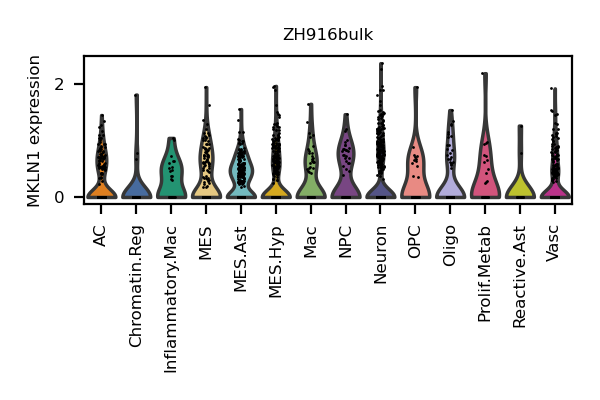 ZH916bulk
MKLN1 expression
2
0
AC
Chromatin.Reg
Inflammatory.Mac
MES
MES.Ast
MES.Hyp
Mac
NPC
Neuron
OPC
Oligo
Prolif.Metab
Reactive.Ast
Vasc